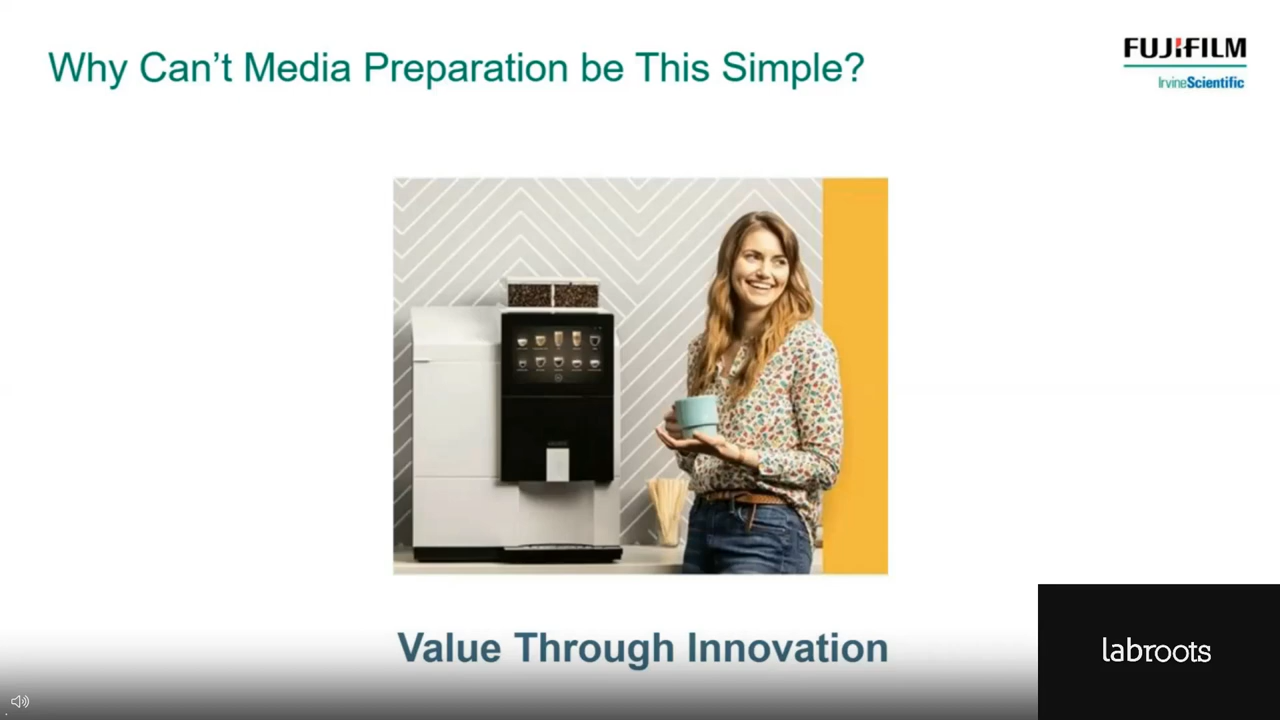 Why Can't Media Preparation be This Simple?
FUJIFILM
IrvineScientific
Value Through Innovation
labroots